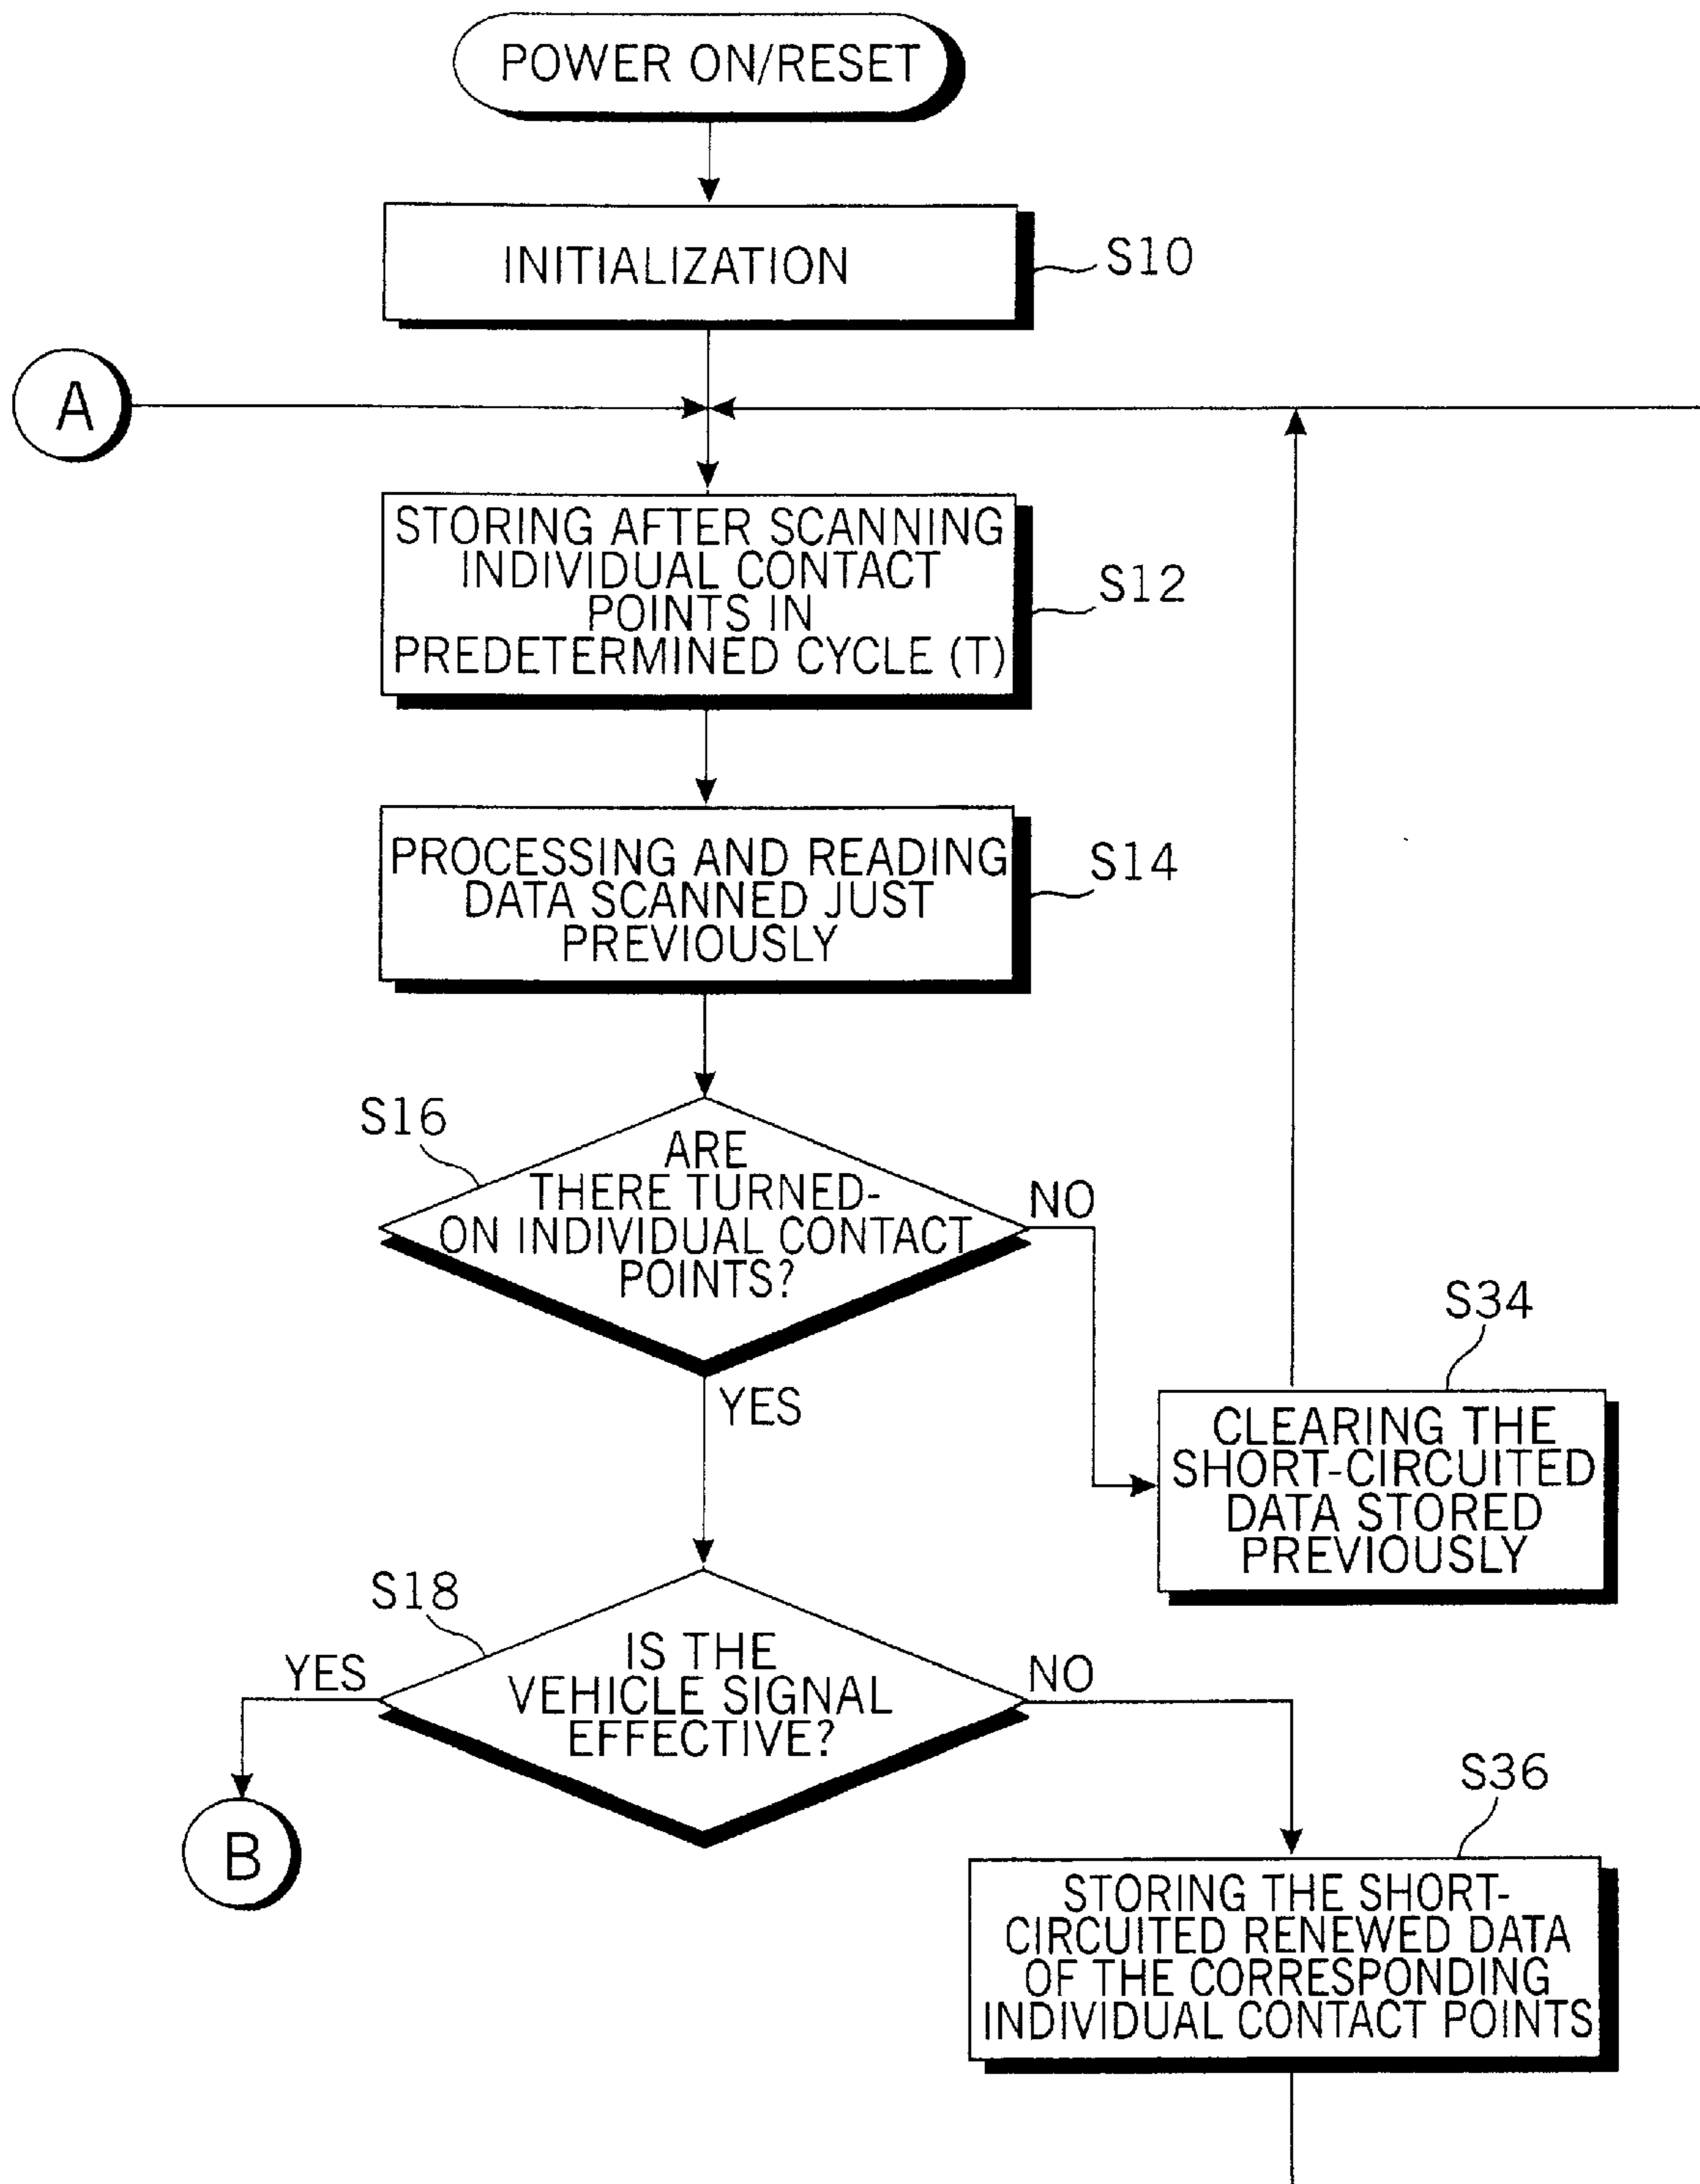 POWER ON/RESET
INITIALIZATION
S10
A
STORING AFTER SCANNING
INDIVIDUAL CONTACT
POINTS IN
PREDETERMINED CYCLE (T)
S12
PROCESSING AND READING
DATA SCANNED JUST
PREVIOUSLY
S14
S16
ARE
THERE TURNED-
ON INDIVIDUAL CONTACT
POINTS?
NO
YES
S34
CLEARING THE
SHORT-CIRCUITED
DATA STORED
PREVIOUSLY
S18
IS THE
VEHICLE SIGNAL
EFFECTIVE?
YES
NO
B
S36
STORING THE SHORT-
CIRCUITED RENEWED DATA
OF THE CORRESPONDING
INDIVIDUAL CONTACT POINTS